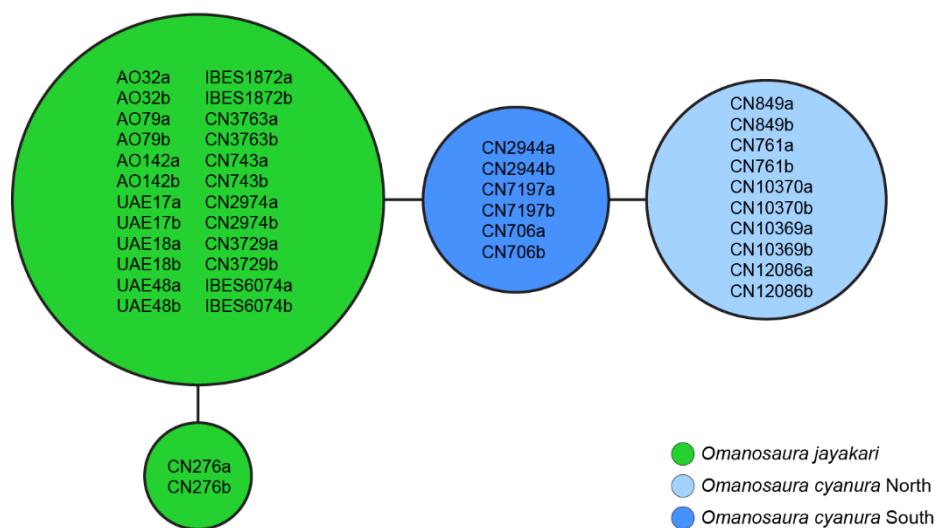 AO32a
AO32b
AO79a
AO79b
AO142a
AO142b
UAE17a
UAE17b
UAE18a
UAE18b
UAE48a
UAE48b
IBES1872a
IBES1872b
CN3763a
CN3763b
CN743a
CN743b
CN2974a
CN2974b
CN3729a
CN3729b
IBES6074a
IBES6074b
CN2944a
CN2944b
CN7197a
CN7197b
CN706a
CN706b
CN849a
CN849b
CN761a
CN761b
CN10370a
CN10370b
CN10369a
CN10369b
CN12086a
CN12086b
CN276a
CN276b
Omanosaura jayakari
Omanosaura cyanura North
Omanosaura cyanura South